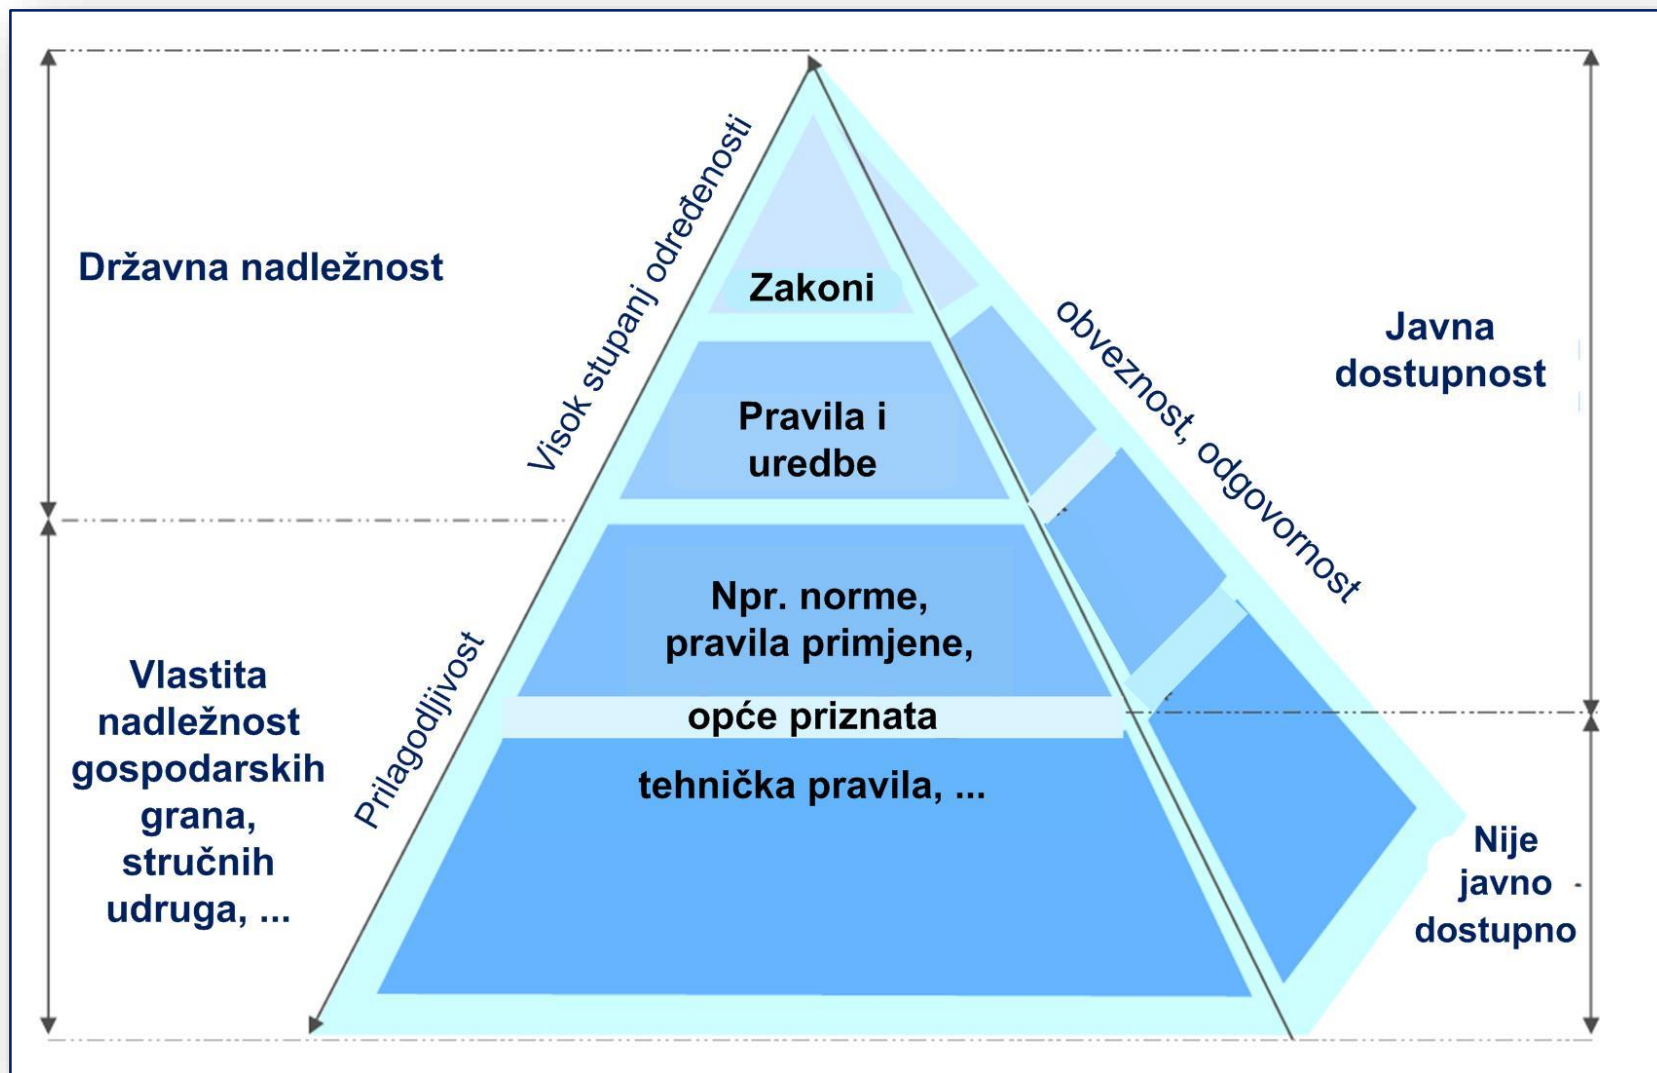 Državna nadležnost
Visok stupanj određenosti
Zakoni
Pravila i
uredbe
obveznost, odgovornost
Javna
dostupnost
Vlastita
nadležnost
gospodarskih
grana,
stručnih
udruga, ...
Prilagodljivost
Npr. norme,
pravila primjene,
opće priznata
tehnička pravila, ...
Nije
javno
dostupno